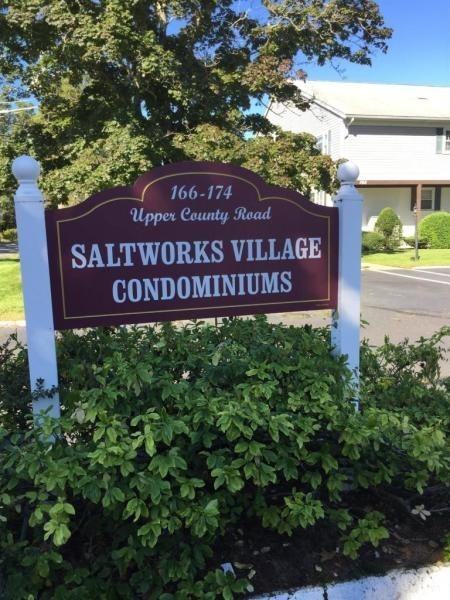 166-174
Upper County Road
SALTWORKS VILLAGE
CONDOMINIUMS